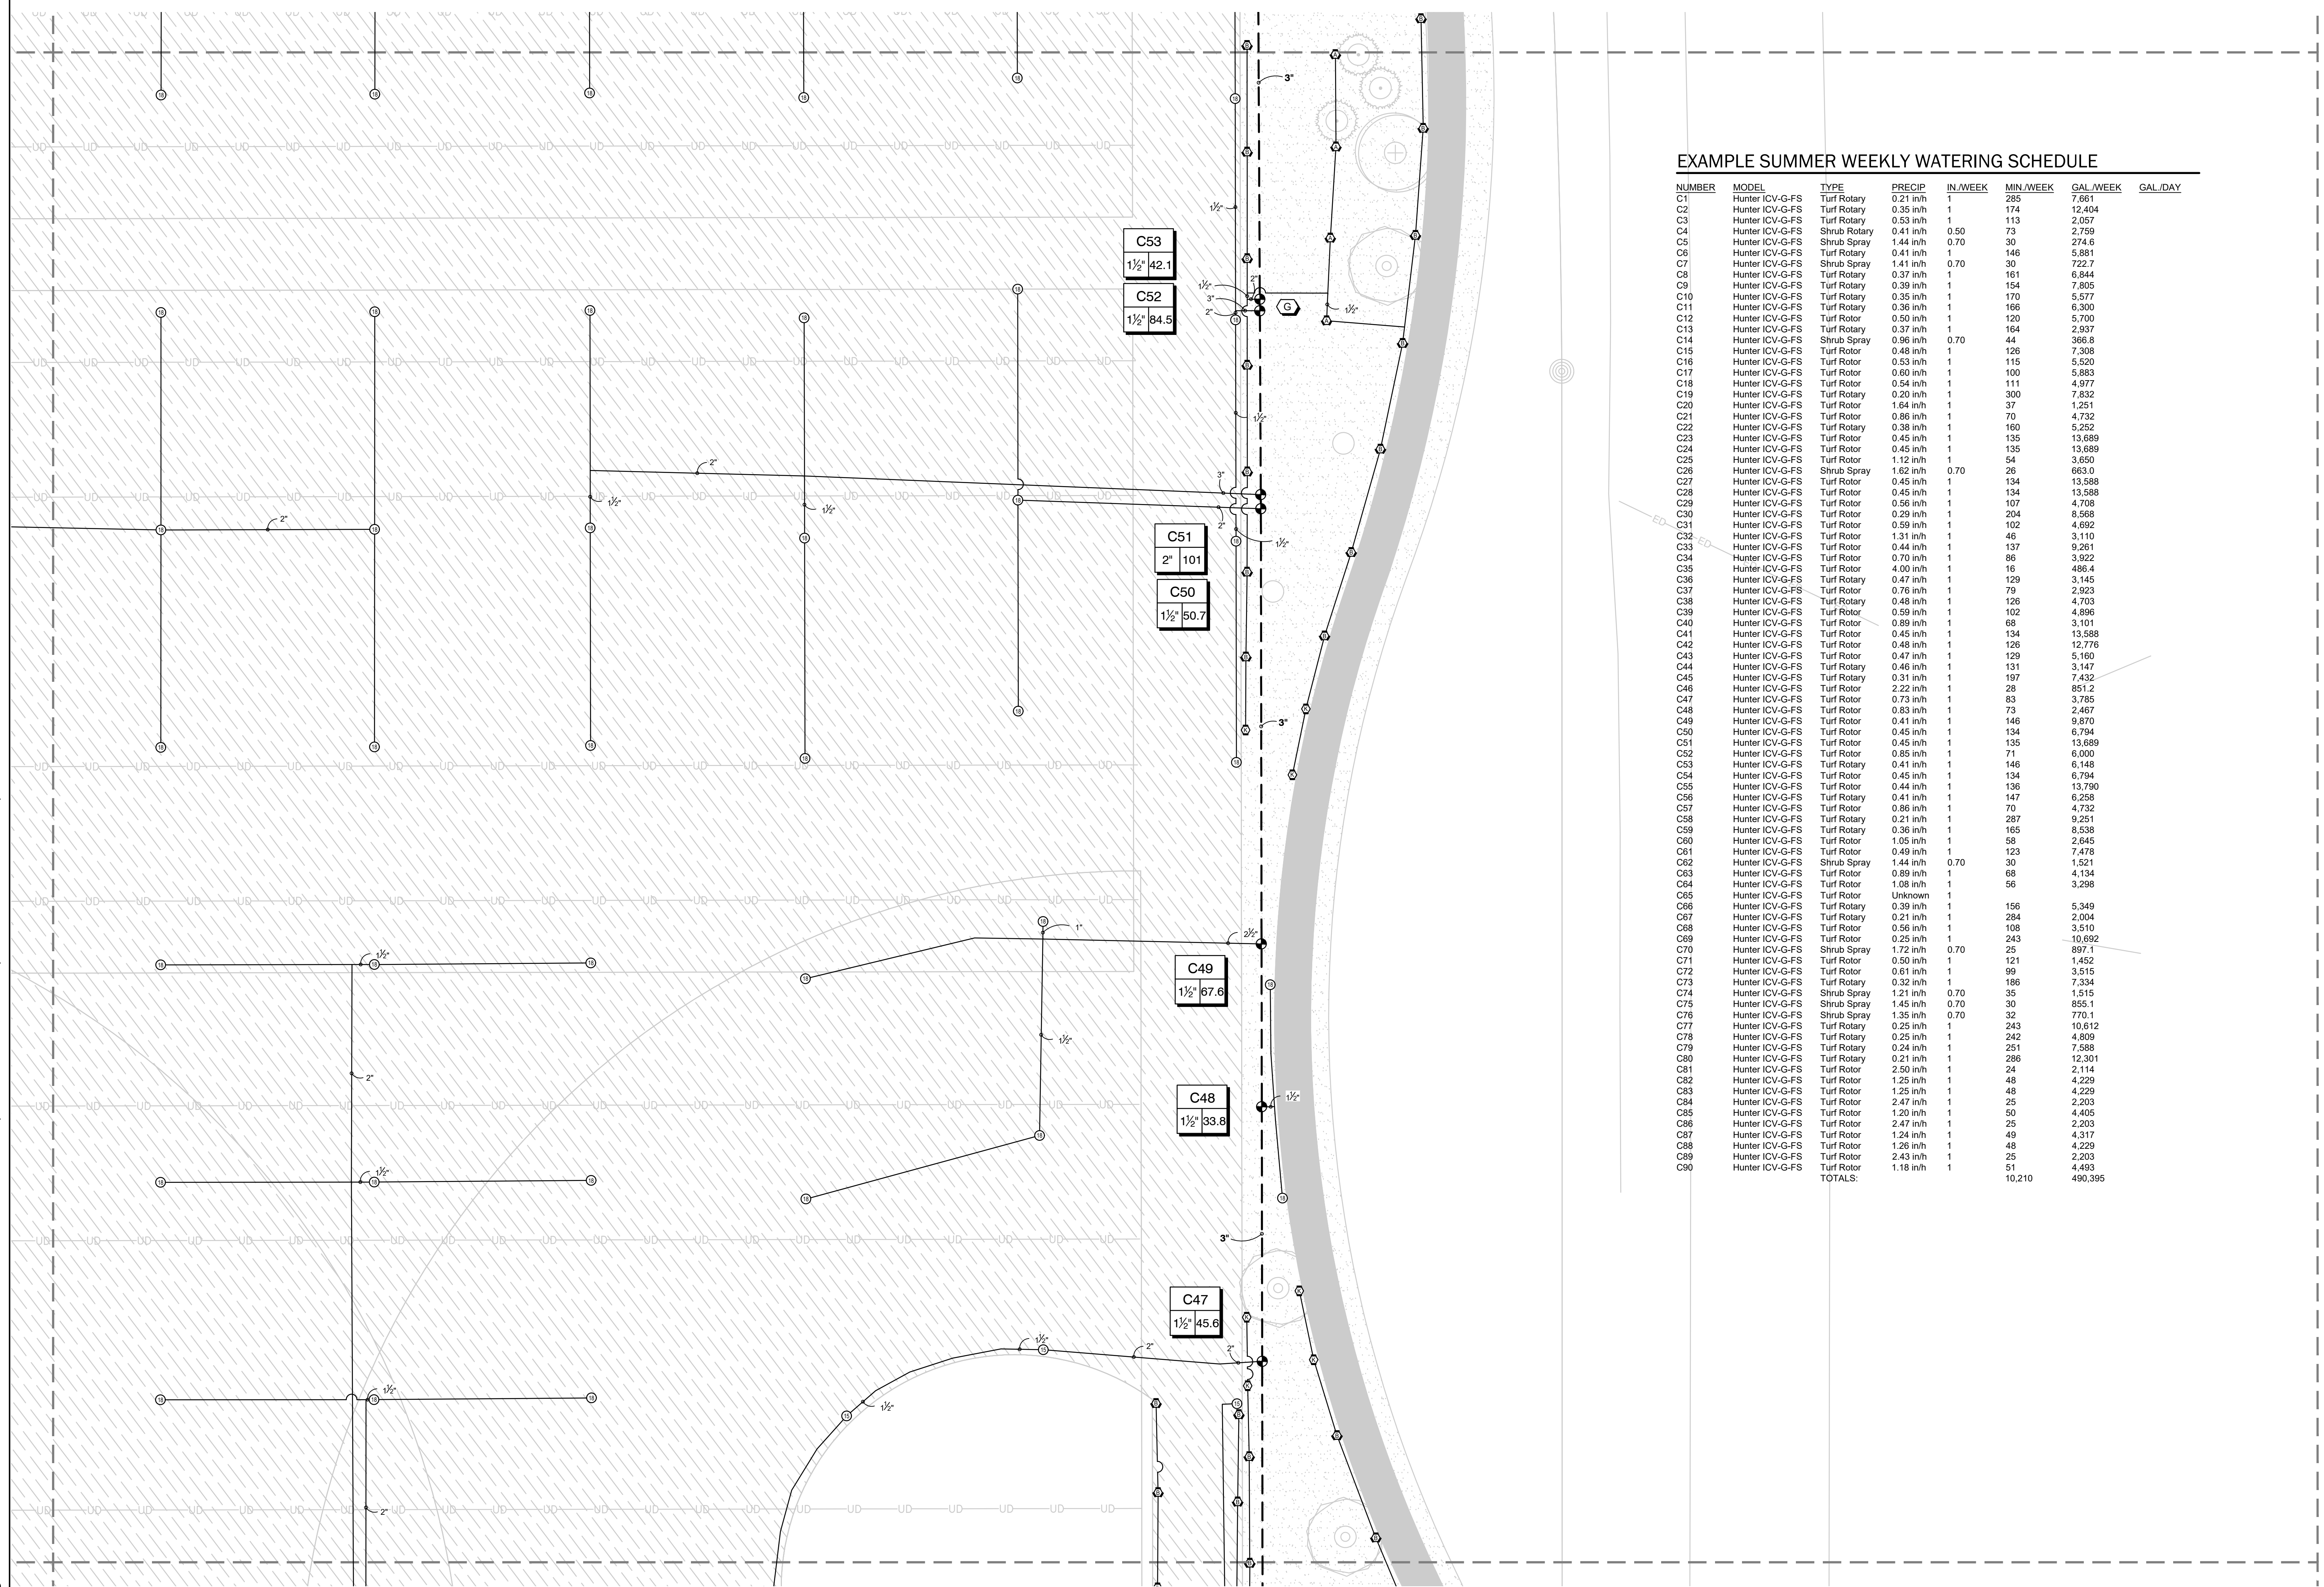 3"
1½"
C53
1½" 42.1
C52
1½" 84.5
2"
1½"
3"
2"
G
1½"
1½"
2"
3"
1½"
1½"
2"
2"
1½"
C51
2" 101
C50
1½" 50.7
3"
1"
2½"
1½"
C49
1½" 67.6
1½"
2"
C48
1½" 33.8
1½"
1½"
3"
C47
1½" 45.6
1½"
2"
2"
1½"
1½"
2"
ED
ED
EXAMPLE SUMMER WEEKLY WATERING SCHEDULE
NUMBER MODEL TYPE PRECIP IN./WEEK MIN./WEEK GAL./WEEK GAL./DAY
C1 Hunter ICV-G-FS Turf Rotary 0.21 in/h 1 285 7,661
C2 Hunter ICV-G-FS Turf Rotary 0.35 in/h 1 174 12,404
C3 Hunter ICV-G-FS Turf Rotary 0.53 in/h 1 113 2,057
C4 Hunter ICV-G-FS Shrub Rotary 0.41 in/h 0.50 73 2,759
C5 Hunter ICV-G-FS Shrub Spray 1.44 in/h 0.70 30 274.6
C6 Hunter ICV-G-FS Turf Rotary 0.41 in/h 1 146 5,881
C7 Hunter ICV-G-FS Shrub Spray 1.41 in/h 0.70 30 722.7
C8 Hunter ICV-G-FS Turf Rotary 0.37 in/h 1 161 6,844
C9 Hunter ICV-G-FS Turf Rotary 0.39 in/h 1 154 7,805
C10 Hunter ICV-G-FS Turf Rotary 0.35 in/h 1 170 5,577
C11 Hunter ICV-G-FS Turf Rotary 0.36 in/h 1 166 6,300
C12 Hunter ICV-G-FS Turf Rotor 0.50 in/h 1 120 5,700
C13 Hunter ICV-G-FS Turf Rotary 0.37 in/h 1 164 2,937
C14 Hunter ICV-G-FS Shrub Spray 0.96 in/h 0.70 44 366.8
C15 Hunter ICV-G-FS Turf Rotor 0.48 in/h 1 126 7,308
C16 Hunter ICV-G-FS Turf Rotor 0.53 in/h 1 115 5,520
C17 Hunter ICV-G-FS Turf Rotor 0.60 in/h 1 100 5,883
C18 Hunter ICV-G-FS Turf Rotor 0.54 in/h 1 111 4,977
C19 Hunter ICV-G-FS Turf Rotary 0.20 in/h 1 300 7,832
C20 Hunter ICV-G-FS Turf Rotor 1.64 in/h 1 37 1,251
C21 Hunter ICV-G-FS Turf Rotor 0.86 in/h 1 70 4,732
C22 Hunter ICV-G-FS Turf Rotary 0.38 in/h 1 160 5,252
C23 Hunter ICV-G-FS Turf Rotor 0.45 in/h 1 135 13,689
C24 Hunter ICV-G-FS Turf Rotor 0.45 in/h 1 135 13,689
C25 Hunter ICV-G-FS Turf Rotor 1.12 in/h 1 54 3,650
C26 Hunter ICV-G-FS Shrub Spray 1.62 in/h 0.70 26 663.0
C27 Hunter ICV-G-FS Turf Rotor 0.45 in/h 1 134 13,588
C28 Hunter ICV-G-FS Turf Rotor 0.45 in/h 1 134 13,588
C29 Hunter ICV-G-FS Turf Rotor 0.56 in/h 1 107 4,708
C30 Hunter ICV-G-FS Turf Rotor 0.29 in/h 1 204 8,568
C31 Hunter ICV-G-FS Turf Rotor 0.59 in/h 1 102 4,692
C32 Hunter ICV-G-FS Turf Rotor 1.31 in/h 1 46 3,110
C33 Hunter ICV-G-FS Turf Rotor 0.44 in/h 1 137 9,261
C34 Hunter ICV-G-FS Turf Rotor 0.70 in/h 1 86 3,922
C35 Hunter ICV-G-FS Turf Rotor 4.00 in/h 1 16 486.4
C36 Hunter ICV-G-FS Turf Rotary 0.47 in/h 1 129 3,145
C37 Hunter ICV-G-FS Turf Rotor 0.76 in/h 1 79 2,923
C38 Hunter ICV-G-FS Turf Rotary 0.48 in/h 1 126 4,703
C39 Hunter ICV-G-FS Turf Rotor 0.59 in/h 1 102 4,896
C40 Hunter ICV-G-FS Turf Rotor 0.89 in/h 1 68 3,101
C41 Hunter ICV-G-FS Turf Rotor 0.45 in/h 1 134 13,588
C42 Hunter ICV-G-FS Turf Rotor 0.48 in/h 1 126 12,776
C43 Hunter ICV-G-FS Turf Rotor 0.47 in/h 1 129 5,160
C44 Hunter ICV-G-FS Turf Rotary 0.46 in/h 1 131 3,147
C45 Hunter ICV-G-FS Turf Rotary 0.31 in/h 1 197 7,432
C46 Hunter ICV-G-FS Turf Rotor 2.22 in/h 1 28 851.2
C47 Hunter ICV-G-FS Turf Rotor 0.73 in/h 1 83 3,785
C48 Hunter ICV-G-FS Turf Rotor 0.83 in/h 1 73 2,467
C49 Hunter ICV-G-FS Turf Rotor 0.41 in/h 1 146 9,870
C50 Hunter ICV-G-FS Turf Rotor 0.45 in/h 1 134 6,794
C51 Hunter ICV-G-FS Turf Rotor 0.45 in/h 1 135 13,689
C52 Hunter ICV-G-FS Turf Rotor 0.85 in/h 1 71 6,000
C53 Hunter ICV-G-FS Turf Rotary 0.41 in/h 1 146 6,148
C54 Hunter ICV-G-FS Turf Rotor 0.45 in/h 1 134 6,794
C55 Hunter ICV-G-FS Turf Rotor 0.44 in/h 1 136 13,790
C56 Hunter ICV-G-FS Turf Rotary 0.41 in/h 1 147 6,258
C57 Hunter ICV-G-FS Turf Rotor 0.86 in/h 1 70 4,732
C58 Hunter ICV-G-FS Turf Rotary 0.21 in/h 1 287 9,251
C59 Hunter ICV-G-FS Turf Rotary 0.36 in/h 1 165 8,538
C60 Hunter ICV-G-FS Turf Rotor 1.05 in/h 1 58 2,645
C61 Hunter ICV-G-FS Turf Rotor 0.49 in/h 1 123 7,478
C62 Hunter ICV-G-FS Shrub Spray 1.44 in/h 0.70 30 1,521
C63 Hunter ICV-G-FS Turf Rotor 0.89 in/h 1 68 4,134
C64 Hunter ICV-G-FS Turf Rotor 1.08 in/h 1 56 3,298
C65 Hunter ICV-G-FS Turf Rotor Unknown 1
C66 Hunter ICV-G-FS Turf Rotary 0.39 in/h 1 156 5,349
C67 Hunter ICV-G-FS Turf Rotary 0.21 in/h 1 284 2,004
C68 Hunter ICV-G-FS Turf Rotor 0.56 in/h 1 108 3,510
C69 Hunter ICV-G-FS Turf Rotor 0.25 in/h 1 243 10,692
C70 Hunter ICV-G-FS Shrub Spray 1.72 in/h 0.70 25 897.1
C71 Hunter ICV-G-FS Turf Rotor 0.50 in/h 1 121 1,452
C72 Hunter ICV-G-FS Turf Rotor 0.61 in/h 1 99 3,515
C73 Hunter ICV-G-FS Turf Rotary 0.32 in/h 1 186 7,334
C74 Hunter ICV-G-FS Shrub Spray 1.21 in/h 0.70 35 1,515
C75 Hunter ICV-G-FS Shrub Spray 1.45 in/h 0.70 30 855.1
C76 Hunter ICV-G-FS Shrub Spray 1.35 in/h 0.70 32 770.1
C77 Hunter ICV-G-FS Turf Rotary 0.25 in/h 1 243 10,612
C78 Hunter ICV-G-FS Turf Rotary 0.25 in/h 1 242 4,809
C79 Hunter ICV-G-FS Turf Rotary 0.24 in/h 1 251 7,588
C80 Hunter ICV-G-FS Turf Rotary 0.21 in/h 1 286 12,301
C81 Hunter ICV-G-FS Turf Rotor 2.50 in/h 1 24 2,114
C82 Hunter ICV-G-FS Turf Rotor 1.25 in/h 1 48 4,229
C83 Hunter ICV-G-FS Turf Rotor 1.25 in/h 1 48 4,229
C84 Hunter ICV-G-FS Turf Rotor 2.47 in/h 1 25 2,203
C85 Hunter ICV-G-FS Turf Rotor 1.20 in/h 1 50 4,405
C86 Hunter ICV-G-FS Turf Rotor 2.47 in/h 1 25 2,203
C87 Hunter ICV-G-FS Turf Rotor 1.24 in/h 1 49 4,317
C88 Hunter ICV-G-FS Turf Rotor 1.26 in/h 1 48 4,229
C89 Hunter ICV-G-FS Turf Rotor 2.43 in/h 1 25 2,203
C90 Hunter ICV-G-FS Turf Rotor 1.18 in/h 1 51 4,493
TOTALS: 10,210 490,395